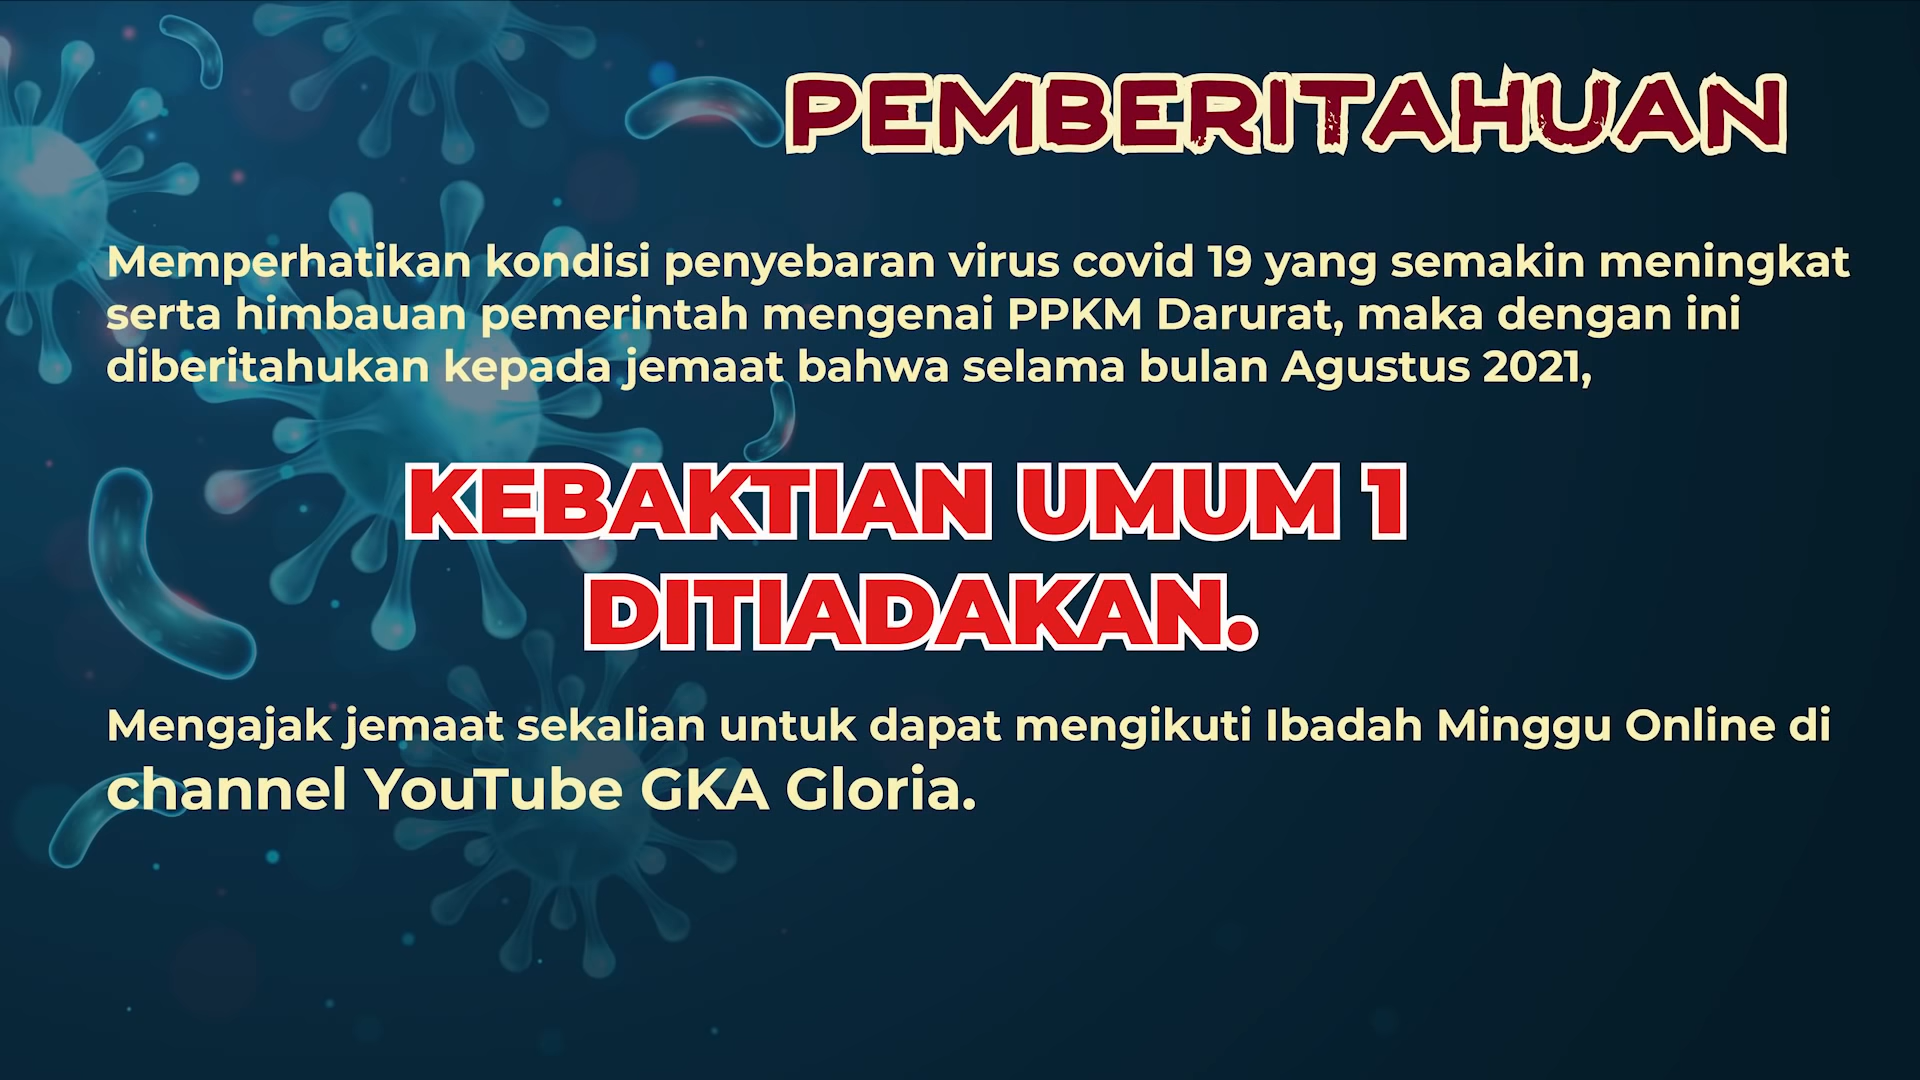 PEMBERITAHUAN
Memperhatikan kondisi penyebaran virus covid 19 yang semakin meningkat
serta himbauan pemerintah mengenai PPKM Darurat, maka dengan ini
diberitahukan kepada jemaat bahwa selama bulan Agustus 2021,
KEBAKTIAN UMUM 1
DITIADAKAN.
Mengajak jemaat sekalian untuk dapat mengikuti Ibadah Minggu Online di
channel YouTube GKA Gloria.